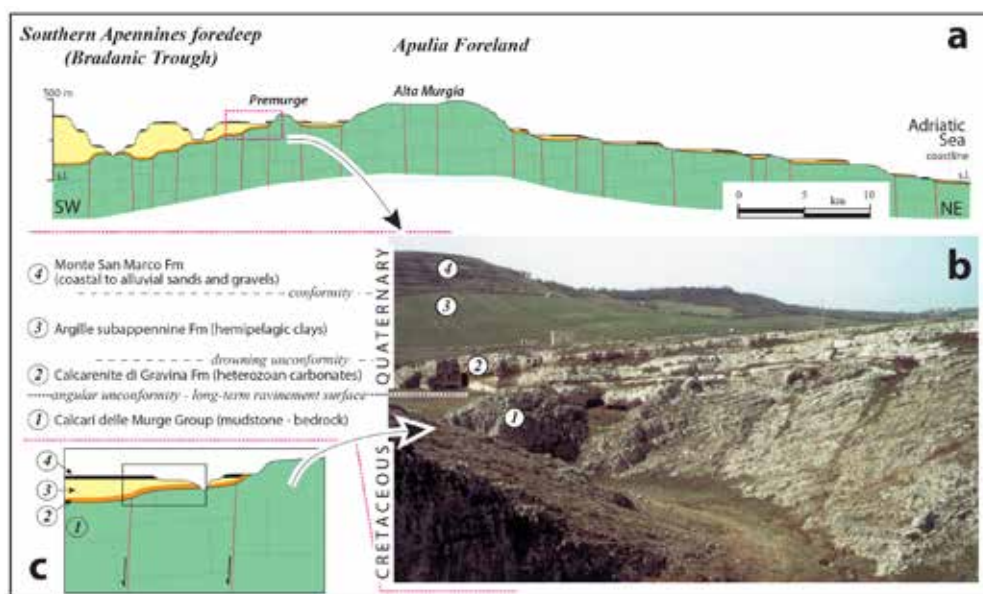 Southern Apennines foredeep
(Bradanic Trough)
Apulia Foreland
a
500 m
Premurge
Alta Murgia
Adriatic
Sea
coastline
s.l.
s.l.
SW
0 5 10
km
NE
4 Monte San Marco Fm
(coastal to alluvial sands and gravels)
conformity
3 Argille subappennine Fm (hemipelagic clays)
drowning unconformity
2 Calcarenite di Gravina Fm (heterozoan carbonates)
angular unconformity - long-term ravinement surface
1 Calcari delle Murge Group (mudstone - bedrock)
QUATERNARY
CRETACEOUS
b
4
3
2
1
4
3
2
1
c